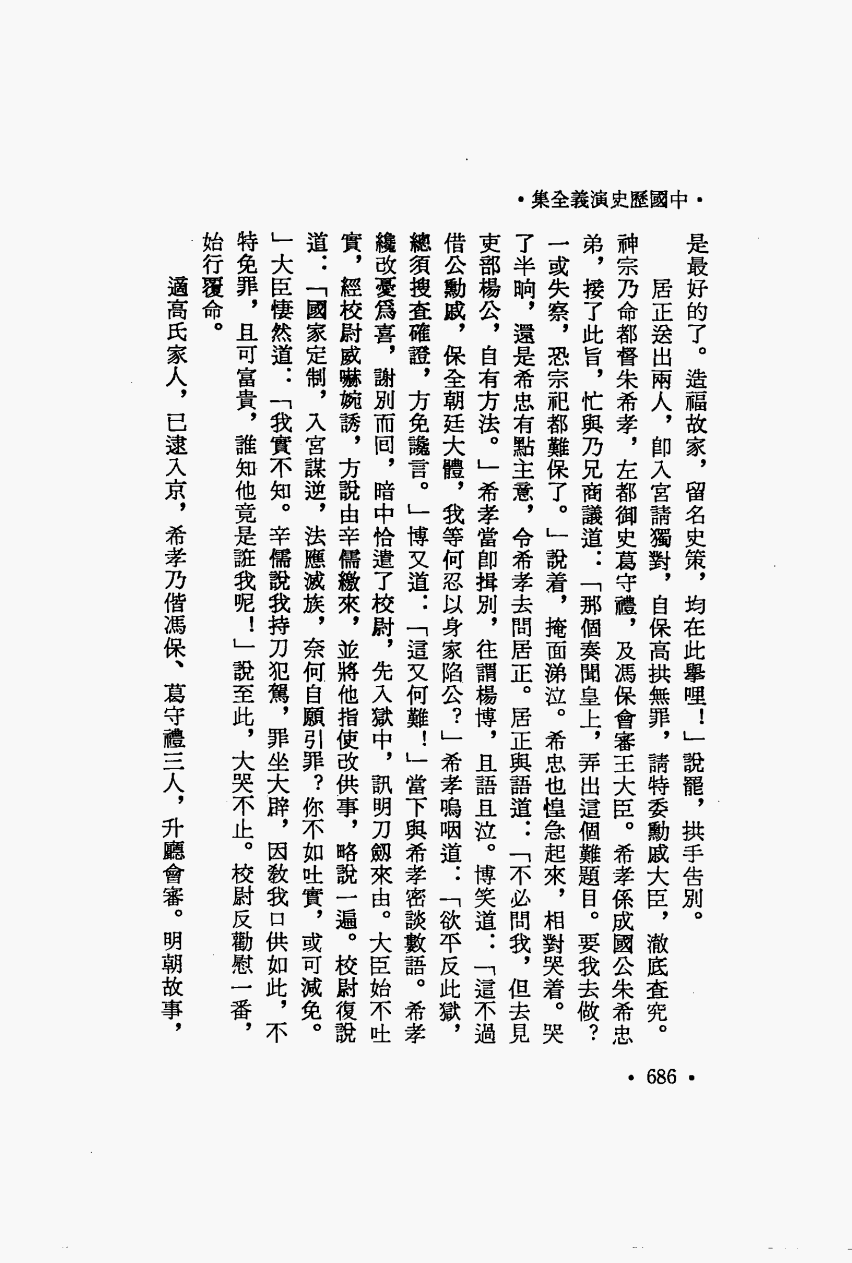 •中國歷史演義全集•
是最好的了。造福故家，留名史策，均在此舉哩！」說罷，拱手告別。
居正送出兩人，卽入宮請獨對，自保高拱無罪，請特委勳戚大臣，澈底查究。
神宗乃命都督朱希孝，左都御史葛守禮，及馮保會審王大臣。希孝係成國公朱希忠
弟，接了此旨，忙與乃兄商議道：「那個奏聞皇上，弄出這個難題目。要我去做？
一或失察，恐宗祀都難保了。」說着，掩面涕泣。希忠也惶急起來，相對哭着。哭
了半晌，還是希忠有點主意，令希孝去問居正。居正與語道：「不必問我，但去見
吏部楊公，自有方法。」希孝當卽揖別，往謂楊博，且語且泣。博笑道：「這不過
借公勳戚，保全朝廷大體，我等何忍以身家陷公？」希孝嗚咽道：「欲平反此獄，
總須搜查確證，方免讒言。」博又道：「這又何難！」當下與希孝密談數語。希孝
纔改憂爲喜，謝別而回，暗中恰遣了校尉，先入獄中，訊明刀劔來由。大臣始不吐
實，經校尉威嚇婉誘，方說由辛儒繳來，並將他指使改供事，略說一遍。校尉復說
道：「國家定制，入宮謀逆，法應滅族，奈何自願引罪？你不如吐實，或可減免。
」大臣悽然道：「我實不知。辛儒說我持刀犯駕，罪坐大辟，因敎我口供如此，不
特免罪，且可富貴，誰知他竟是誑我呢！」說至此，大哭不止。校尉反勸慰一番，
始行覆命。
適高氏家人，已逮入京，希孝乃偕馮保、葛守禮三人，升廳會審。明朝故事，
• 686 •